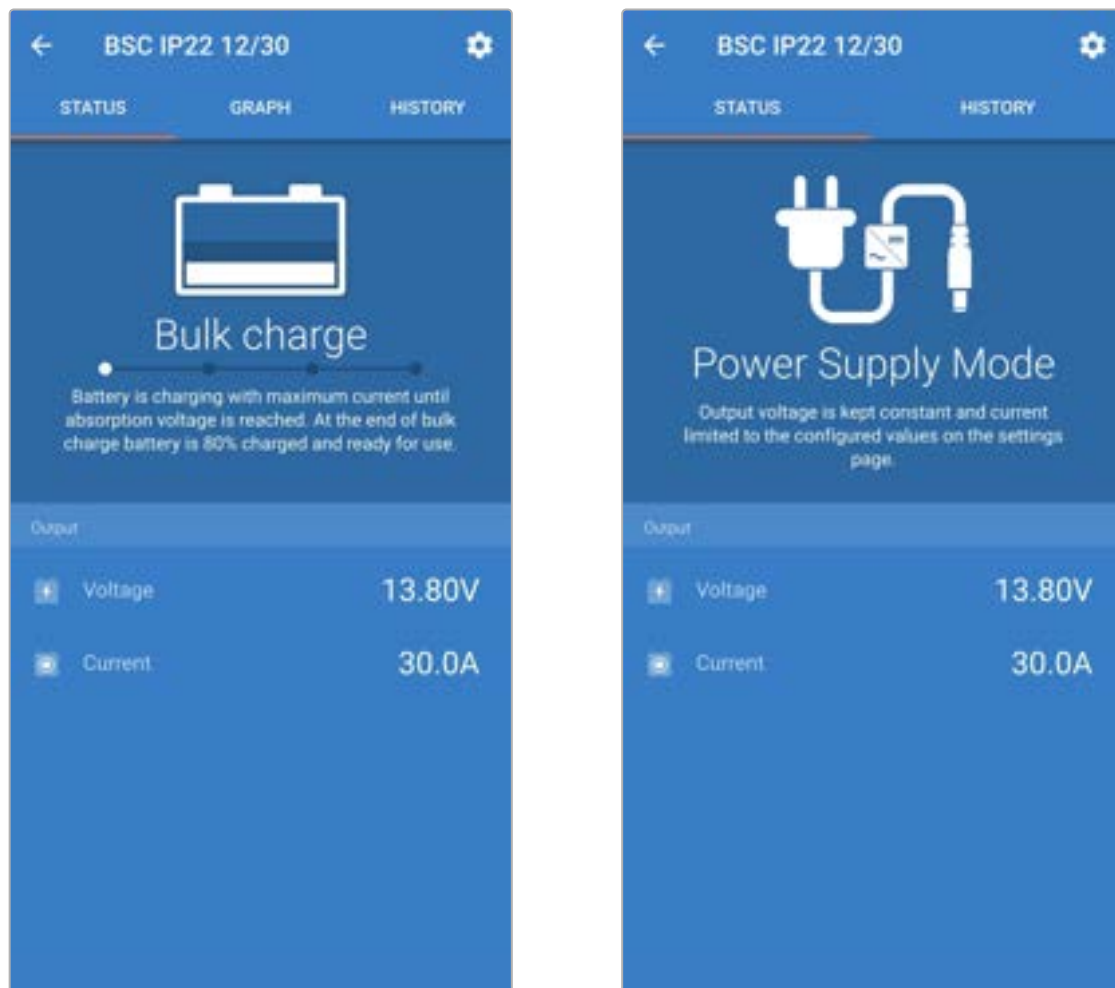 BSC IP22 12/30
STATUS GRAPH HISTORY
Bulk charge
Battery is charging with maximum current until
absorption voltage is reached. At the end of bulk
charge battery is 80% charged and ready for use.
Output
Voltage 13.80V
Current 30.0A
BSC IP22 12/30
STATUS HISTORY
Power Supply Mode
Output voltage is kept constant and current
limited to the configured values on the settings
page.
Output
Voltage 13.80V
Current 30.0A